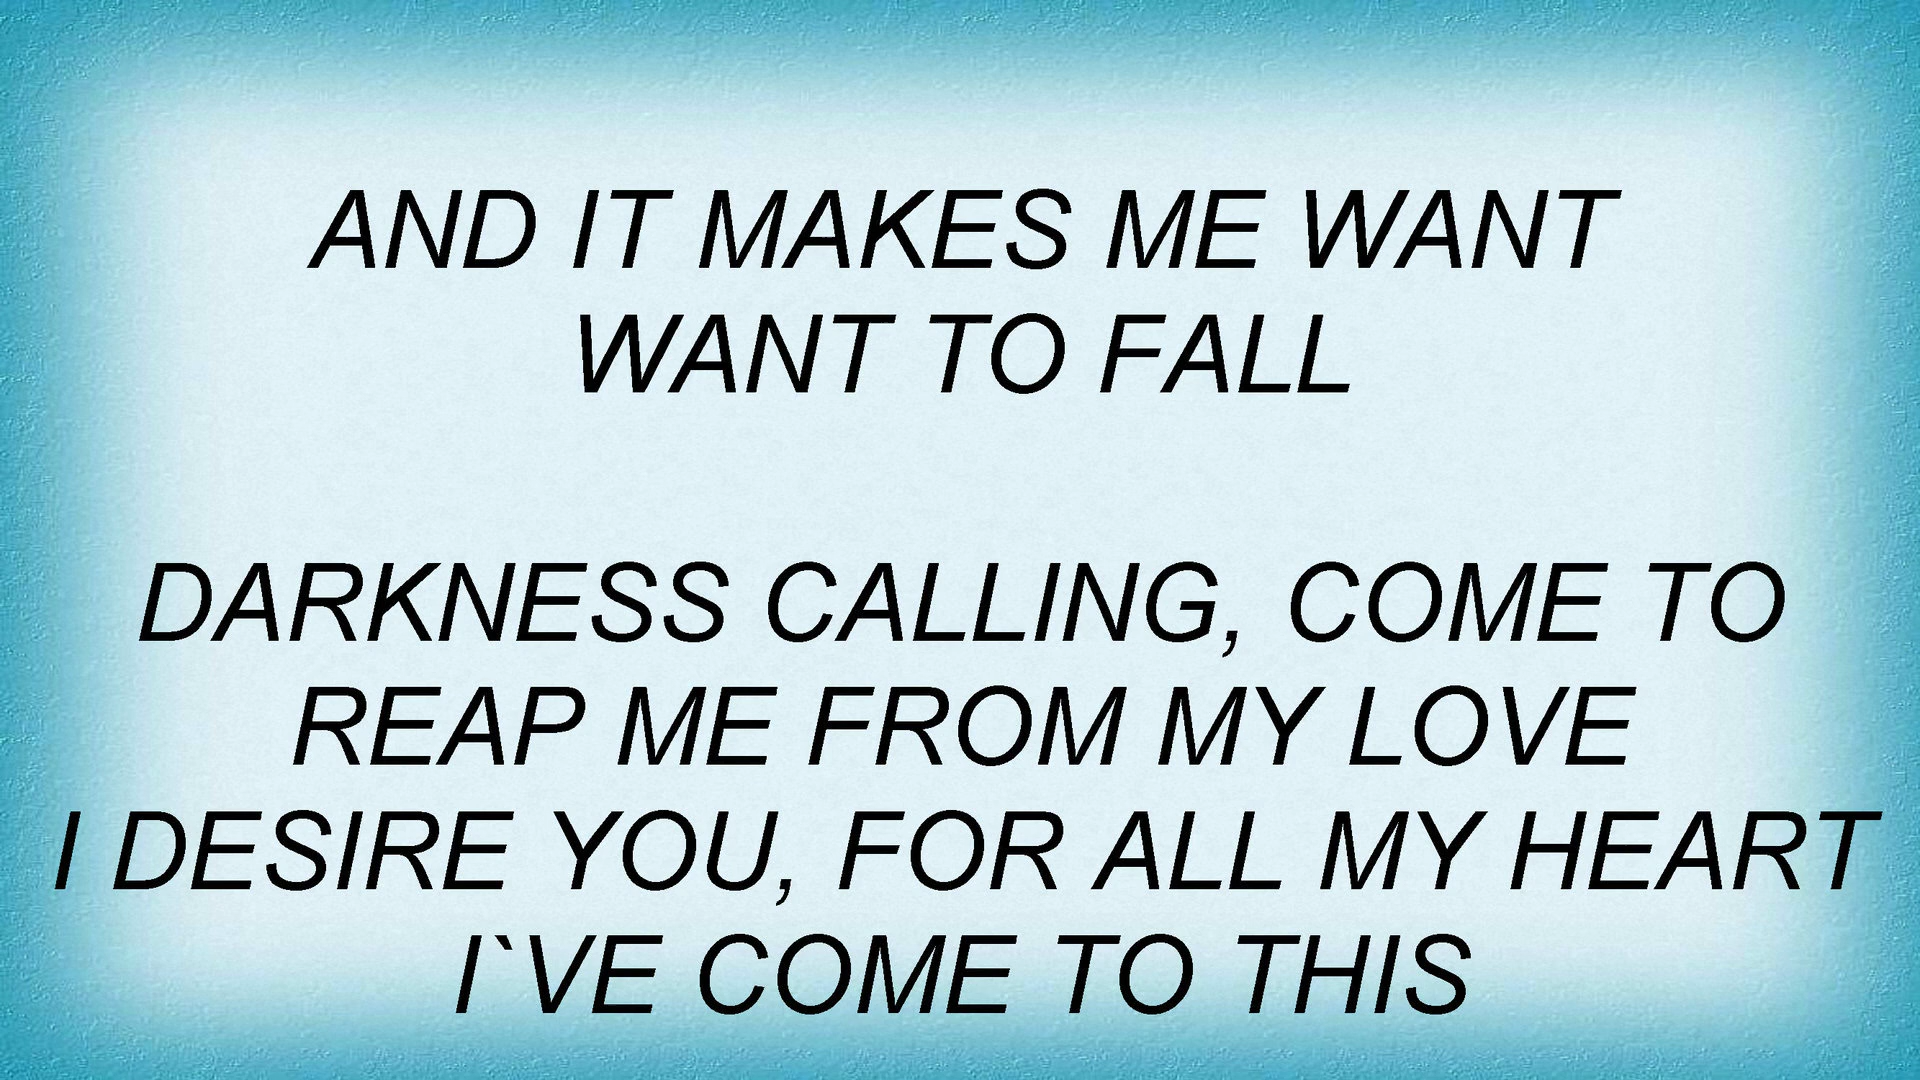 AND IT MAKES ME WANT
WANT TO FALL
DARKNESS CALLING, COME TO
REAP ME FROM MY LOVE
I DESIRE YOU, FOR ALL MY HEART
I`VE COME TO THIS